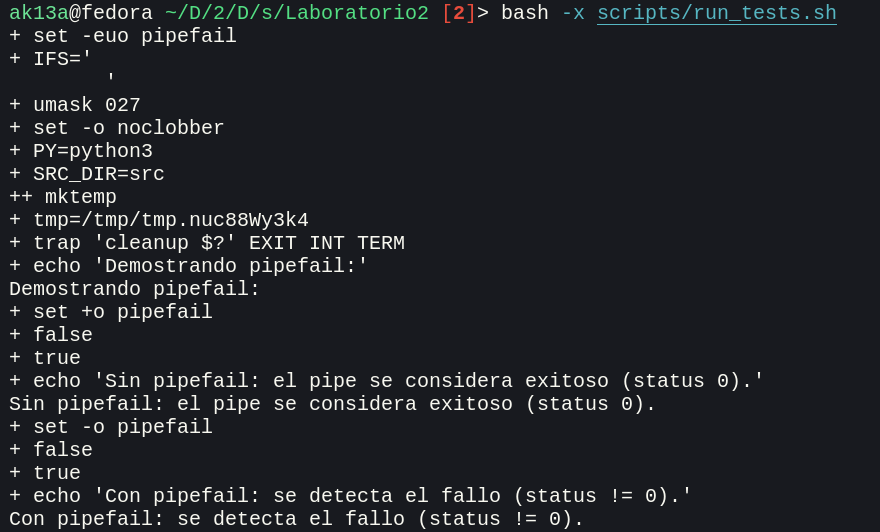 ak13a@fedora ~/D/2/D/s/Laboratorio2 [2]> bash -x scripts/run_tests.sh
+ set -euo pipefail
+ IFS='
        '
+ umask 027
+ set -o noclobber
+ PY=python3
+ SRC_DIR=src
++ mktemp
+ tmp=/tmp/tmp.nuc88Wy3k4
+ trap 'cleanup $?' EXIT INT TERM
+ echo 'Demostrando pipefail:'
Demostrando pipefail:
+ set +o pipefail
+ false
+ true
+ echo 'Sin pipefail: el pipe se considera exitoso (status 0).'
Sin pipefail: el pipe se considera exitoso (status 0).
+ set -o pipefail
+ false
+ true
+ echo 'Con pipefail: se detecta el fallo (status != 0).'
Con pipefail: se detecta el fallo (status != 0).